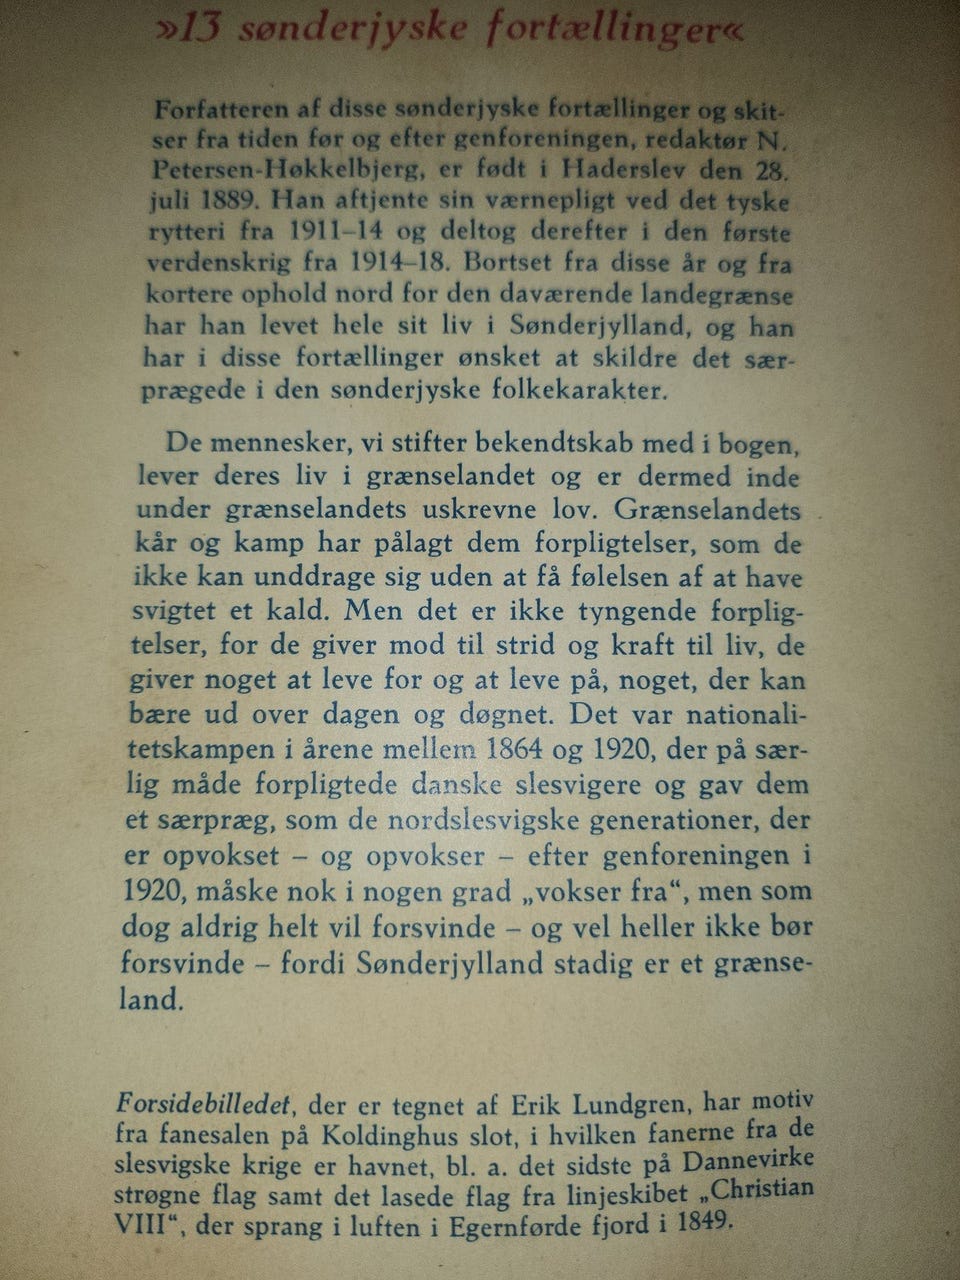 »13 sønderjyske fortællinger«
Forfatteren af disse sønderjyske fortællinger og skit-
ser fra tiden før og efter genforeningen, redaktør N.
Petersen-Høkkelbjerg, er født i Haderslev den 28.
juli 1889. Han aftjente sin værnepligt ved det tyske
rytteri fra 1911–14 og deltog derefter i den første
verdenskrig fra 1914–18. Bortset fra disse år og fra
kortere ophold nord for den daværende landegrænse
har han levet hele sit liv i Sønderjylland, og han
har i disse fortællinger ønsket at skildre det sær-
prægede i den sønderjyske folkekarakter.
De mennesker, vi stifter bekendtskab med i bogen,
lever deres liv i grænselandet og er dermed inde
under grænselandets uskrevne lov. Grænselandets
kår og kamp har pålagt dem forpligtelser, som de
ikke kan unddrage sig uden at få følelsen af at have
svigtet et kald. Men det er ikke tyngende forplig-
telser, for de giver mod til strid og kraft til liv, de
giver noget at leve for og at leve på, noget, der kan
bære ud over dagen og døgnet. Det var nationali-
tetskampen i årene mellem 1864 og 1920, der på sær-
lig måde forpligtede danske slesvigere og gav dem
et særpræg, som de nordslesvigske generationer, der
er opvokset – og opvokser – efter genforeningen i
1920, måske nok i nogen grad „vokser fra“, men som
dog aldrig helt vil forsvinde – og vel heller ikke bør
forsvinde – fordi Sønderjylland stadig er et grænse-
land.
Forsidebilledet, der er tegnet af Erik Lundgren, har motiv
fra fanesalen på Koldinghus slot, i hvilken fanerne fra de
slesvigske krige er havnet, bl. a. det sidste på Dannevirke
strøgne flag samt det lasede flag fra linjeskibet „Christian
VIII“, der sprang i luften i Egernførde fjord i 1849.